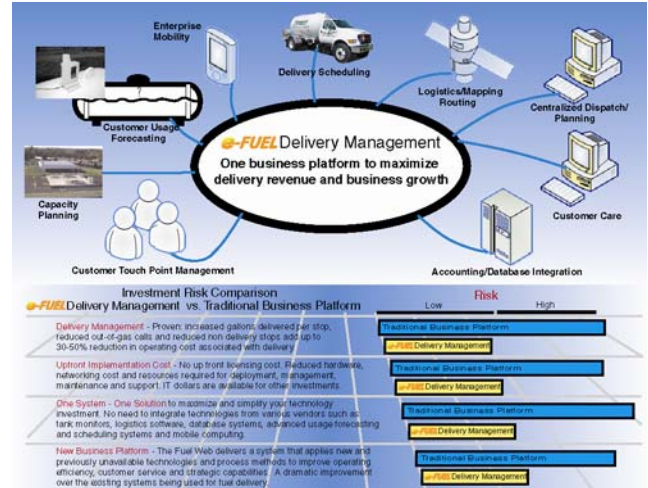 Enterprise
Mobility
Delivery Scheduling
Logistics/Mapping
Routing
Centralized Dispatch/
Planning
Customer Usage
Forecasting
e-FUEL Delivery Management
One business platform to maximize
delivery revenue and business growth
Capacity
Planning
Customer Care
Customer Touch Point Management
Accounting/Database Integration
Investment Risk Comparison
e-FUEL Delivery Management vs. Traditional Business Platform
Risk
Low High
Delivery Management - Proven: increased gallons delivered per stop,
reduced out-of-gas calls and reduced non delivery stops add up to
30-50% reduction in operating cost associated with delivery.
Traditional Business Platform
e-FUEL Delivery Management
Upfront Implementation Cost - No up front licensing cost. Reduced hardware,
networking cost and resources required for deployment, management,
maintenance and support. IT dollars are available for other investments.
Traditional Business Platform
e-FUEL Delivery Management
One System - One Solution to maximize and simplify your technology
investment. No need to integrate technologies from various vendors such as
tank monitors, logistics software, database systems, advanced usage forecasting
and scheduling systems and mobile computing.
Traditional Business Platform
e-FUEL Delivery Management
New Business Platform - The Fuel Web delivers a system that applies new and
previously unavailable technologies and process methods to improve operating
efficiency, customer service and strategic capabilities. A dramatic improvement
over the existing systems being used for fuel delivery.
Traditional Business Platform
e-FUEL Delivery Management